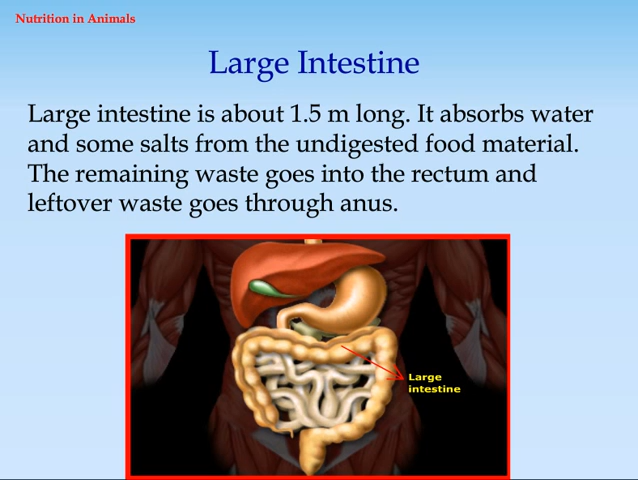 Nutrition in Animals
Large Intestine
Large intestine is about 1.5 m long. It absorbs water
and some salts from the undigested food material.
The remaining waste goes into the rectum and
leftover waste goes through anus.
Large
intestine